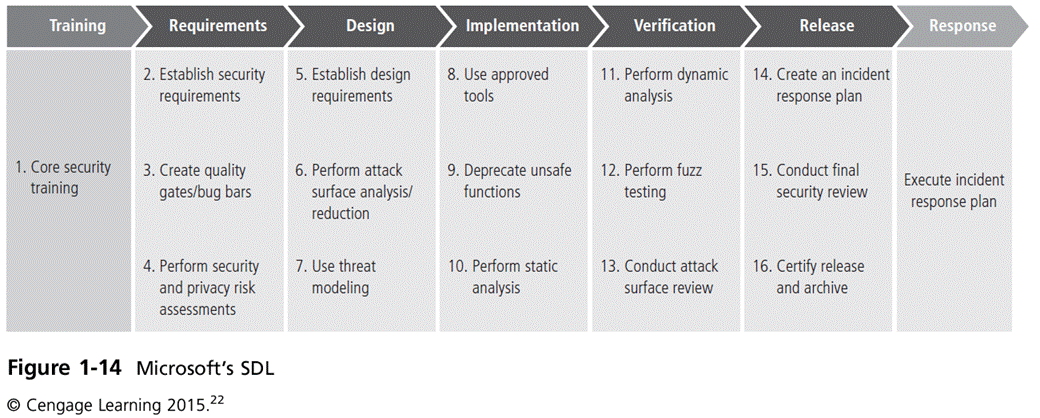 Training
Requirements
Design
Implementation
Verification
Release
Response
1. Core security
training
2. Establish security
requirements
3. Create quality
gates/bug bars
4. Perform security
and privacy risk
assessments
5. Establish design
requirements
6. Perform attack
surface analysis/
reduction
7. Use threat
modeling
8. Use approved
tools
9. Deprecate unsafe
functions
10. Perform static
analysis
11. Perform dynamic
analysis
12. Perform fuzz
testing
13. Conduct attack
surface review
14. Create an incident
response plan
15. Conduct final
security review
16. Certify release
and archive
Execute incident
response plan
Figure 1-14 Microsoft's SDL
© Cengage Learning 2015.22